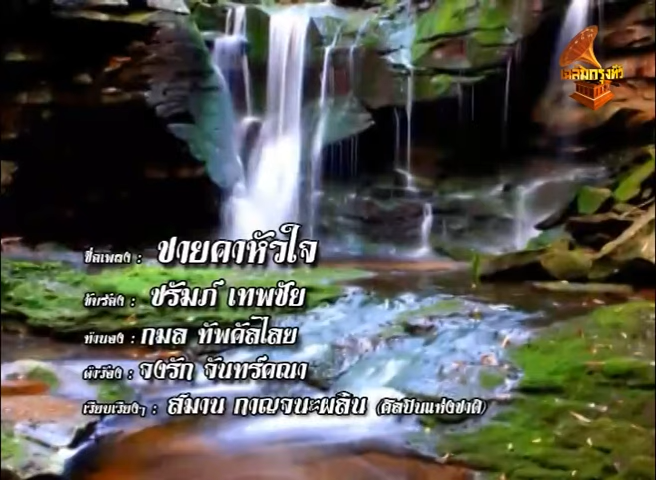 ชื่อเพลง : ชายคาหัวใจ
ขับร้อง : ชรัมภ์ เทพชัย
ทำนอง : กมล ทัพคัลไลย
คำร้อง : จงรัก จันทร์คณา
เรียบเรียงฯ : สมาน กาญจนะผลิน (ศิลปินแห่งชาติ)